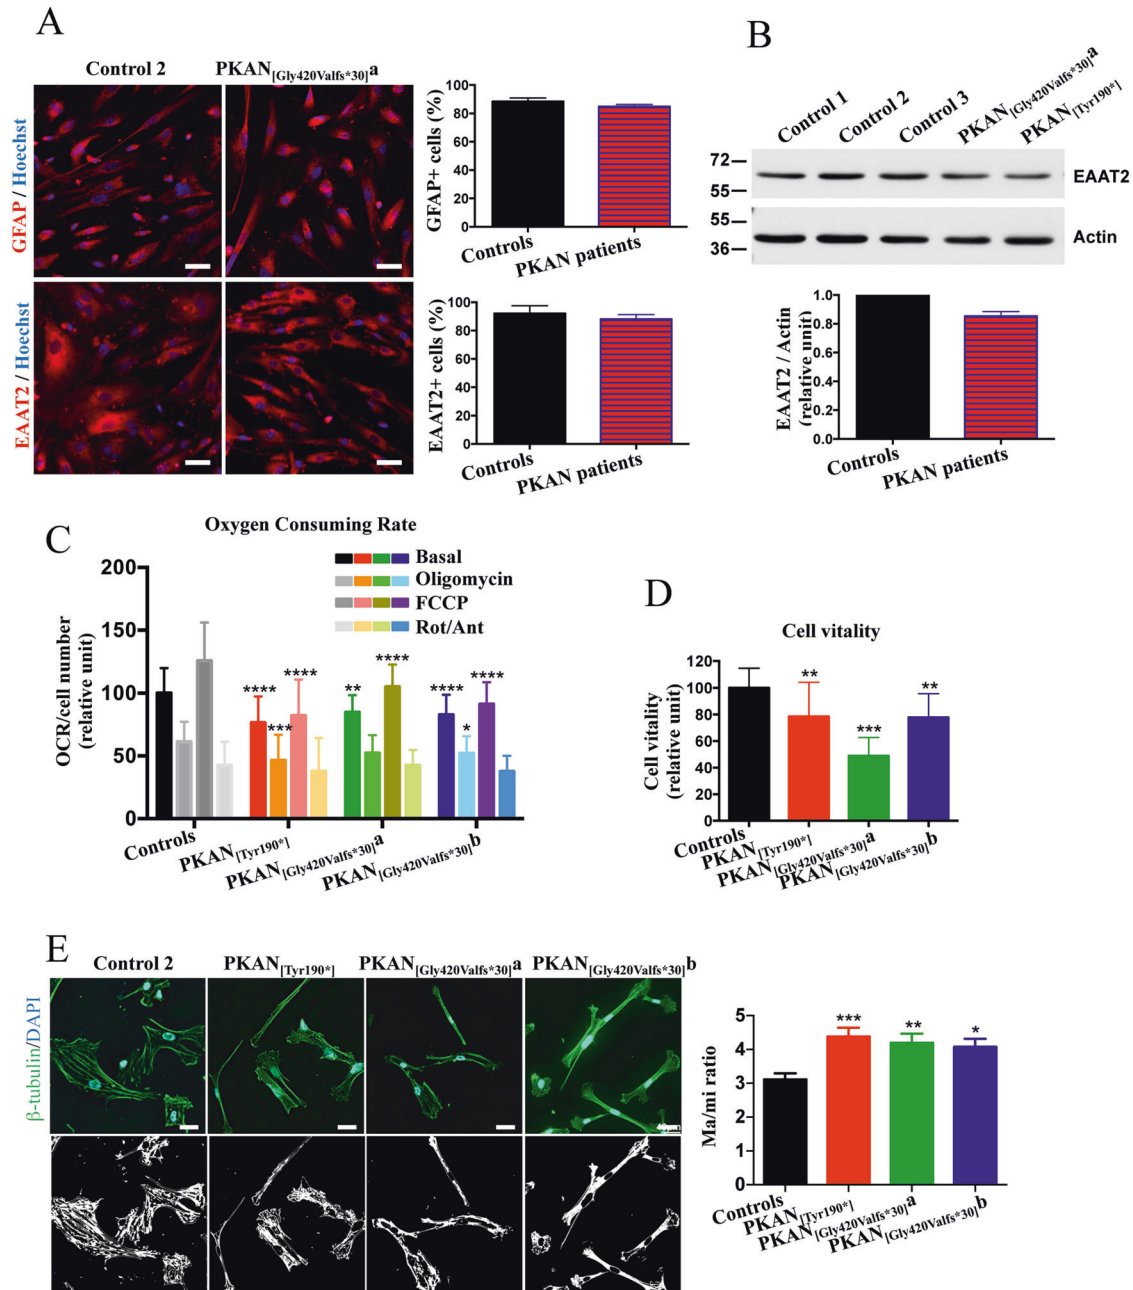 A
Control 2
PKAN[Gly420Valfs*30]a
GFAP / Hoechst
EAAT2 / Hoechst
GFAP+ cells (%)
100
80
60
40
20
0
Controls
PKAN patients
EAAT2+ cells (%)
100
80
60
40
20
0
Controls
PKAN patients
B
Control 1
Control 2
Control 3
PKAN[Gly420Valfs*30]a
PKAN[Tyr190*]
72
55
EAAT2
55
36
Actin
EAAT2 / Actin
(relative unit)
1.0
0.8
0.6
0.4
0.2
0.0
Controls
PKAN patients
C
Oxygen Consuming Rate
Basal
Oligomycin
FCCP
Rot/Ant
OCR/cell number
(relative unit)
200
150
100
50
0
**** *** ****
** ****
**** * ****
Controls
PKAN[Tyr190*]
PKAN[Gly420Valfs*30]a
PKAN[Gly420Valfs*30]b
D
Cell vitality
Cell vitality
(relative unit)
120
100
80
60
40
20
0
** *** **
Controls
PKAN[Tyr190*]
PKAN[Gly420Valfs*30]a
PKAN[Gly420Valfs*30]b
E
Control 2
PKAN[Tyr190*]
PKAN[Gly420Valfs*30]a
PKAN[Gly420Valfs*30]b
β-tubulin/DAPI
Ma/mi ratio
5
4
3
2
1
0
*** ** *
Controls
PKAN[Tyr190*]
PKAN[Gly420Valfs*30]a
PKAN[Gly420Valfs*30]b